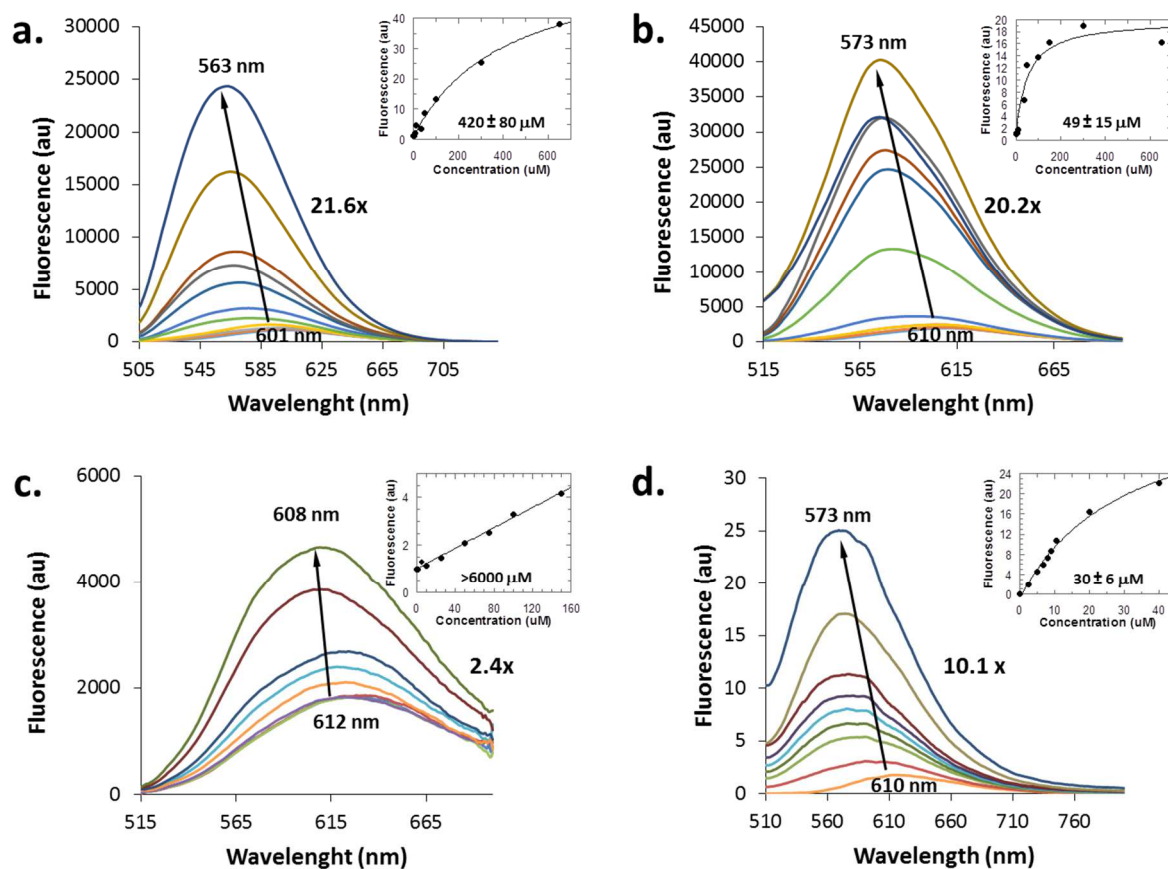 a.
30000
25000
20000
15000
10000
5000
0
Fluorescence (au)
563 nm
21.6x
601 nm
505 545 585 625 665 705
Wavelenght (nm)
40
35
30
25
20
15
10
5
0
Fluoresccence (au)
420 ± 80 µM
0 200 400 600
Concentration (uM)
b.
45000
40000
35000
30000
25000
20000
15000
10000
5000
0
Fluorescence (au)
573 nm
20.2x
610 nm
515 565 615 665
Wavelenght (nm)
20
18
16
14
12
10
8
6
4
2
0
Fluoresccence (au)
49 ± 15 µM
0 200 400 600
Concentration (uM)
c.
6000
4000
2000
0
Fluorescence (au)
608 nm
2.4x
612 nm
515 565 615 665
Wavelenght (nm)
4
3
2
1
0
Fluorescence (au)
>6000 µM
0 40 80 120 160
Concentration (uM)
d.
30
25
20
15
10
5
0
Fluorescence (au)
573 nm
10.1 x
610 nm
510 560 610 660 710 760
Wavelength (nm)
24
20
16
12
8
4
0
Fluorescence (au)
30 ± 6 µM
0 10 20 30 40
Concentration (uM)